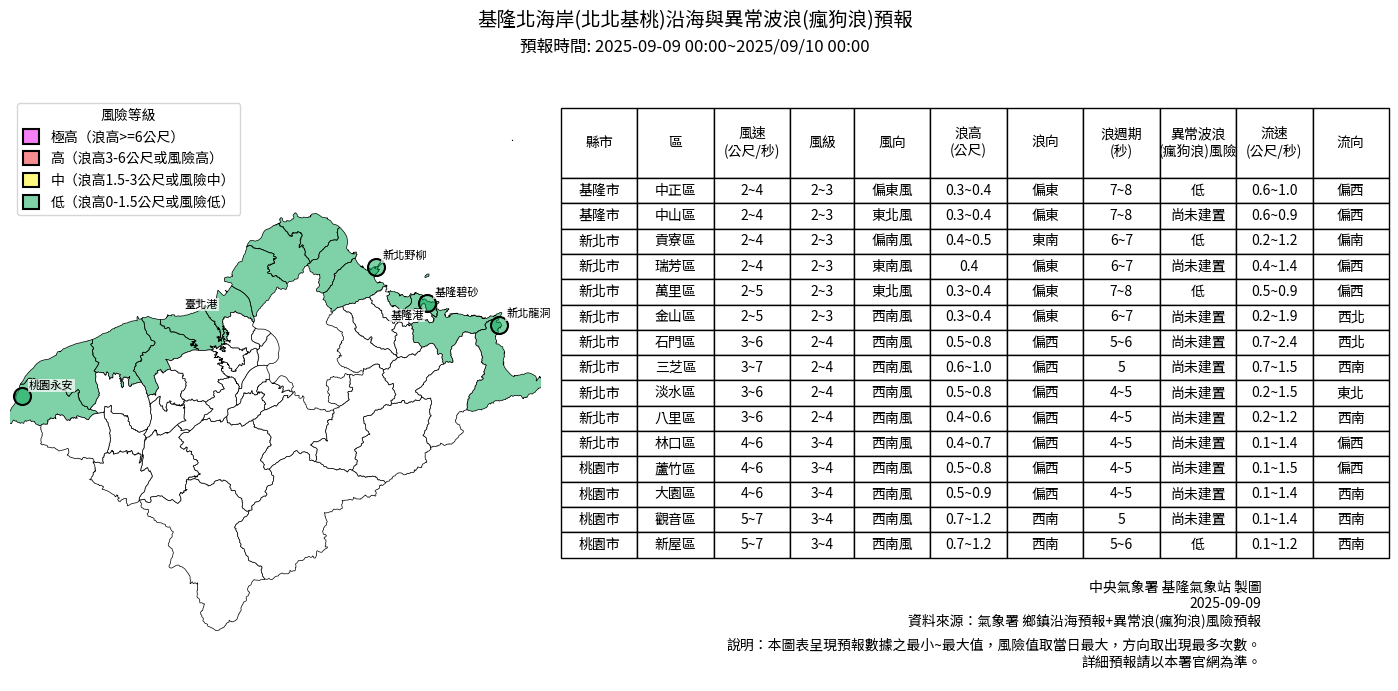 基隆北海岸(北北基桃)沿海與異常波浪(瘋狗浪)預報
預報時間: 2025-09-09 00:00~2025/09/10 00:00
風險等級
極高（浪高>=6公尺）
高（浪高3-6公尺或風險高）
中（浪高1.5-3公尺或風險中）
低（浪高0-1.5公尺或風險低）
新北野柳
基隆碧砂
臺北港
基隆港
新北龍洞
桃園永安
縣市 區 風速(公尺/秒) 風級 風向 浪高(公尺) 浪向 浪週期(秒) 異常波浪(瘋狗浪)風險 流速(公尺/秒) 流向
基隆市 中正區 2~4 2~3 偏東風 0.3~0.4 偏東 7~8 低 0.6~1.0 偏西
基隆市 中山區 2~4 2~3 東北風 0.3~0.4 偏東 7~8 尚未建置 0.6~0.9 偏西
新北市 貢寮區 2~4 2~3 偏南風 0.4~0.5 東南 6~7 低 0.2~1.2 偏南
新北市 瑞芳區 2~4 2~3 東南風 0.4 偏東 6~7 尚未建置 0.4~1.4 偏西
新北市 萬里區 2~5 2~3 東北風 0.3~0.4 偏東 7~8 低 0.5~0.9 偏西
新北市 金山區 2~5 2~3 西南風 0.3~0.4 偏東 6~7 尚未建置 0.2~1.9 西北
新北市 石門區 3~6 2~4 西南風 0.5~0.8 偏西 5~6 尚未建置 0.7~2.4 西北
新北市 三芝區 3~7 2~4 西南風 0.6~1.0 偏西 5 尚未建置 0.7~1.5 西南
新北市 淡水區 3~6 2~4 西南風 0.5~0.8 偏西 4~5 尚未建置 0.2~1.5 東北
新北市 八里區 3~6 2~4 西南風 0.4~0.6 偏西 4~5 尚未建置 0.2~1.2 西南
新北市 林口區 4~6 3~4 西南風 0.4~0.7 偏西 4~5 尚未建置 0.1~1.4 偏西
桃園市 蘆竹區 4~6 3~4 西南風 0.5~0.8 偏西 4~5 尚未建置 0.1~1.5 偏西
桃園市 大園區 4~6 3~4 西南風 0.5~0.9 偏西 4~5 尚未建置 0.1~1.4 西南
桃園市 觀音區 5~7 3~4 西南風 0.7~1.2 西南 5 尚未建置 0.1~1.4 西南
桃園市 新屋區 5~7 3~4 西南風 0.7~1.2 西南 5~6 低 0.1~1.2 西南
中央氣象署 基隆氣象站 製圖
2025-09-09
資料來源：氣象署 鄉鎮沿海預報+異常浪(瘋狗浪)風險預報
說明：本圖表呈現預報數據之最小~最大值，風險值取當日最大，方向取出現最多次數。
詳細預報請以本署官網為準。